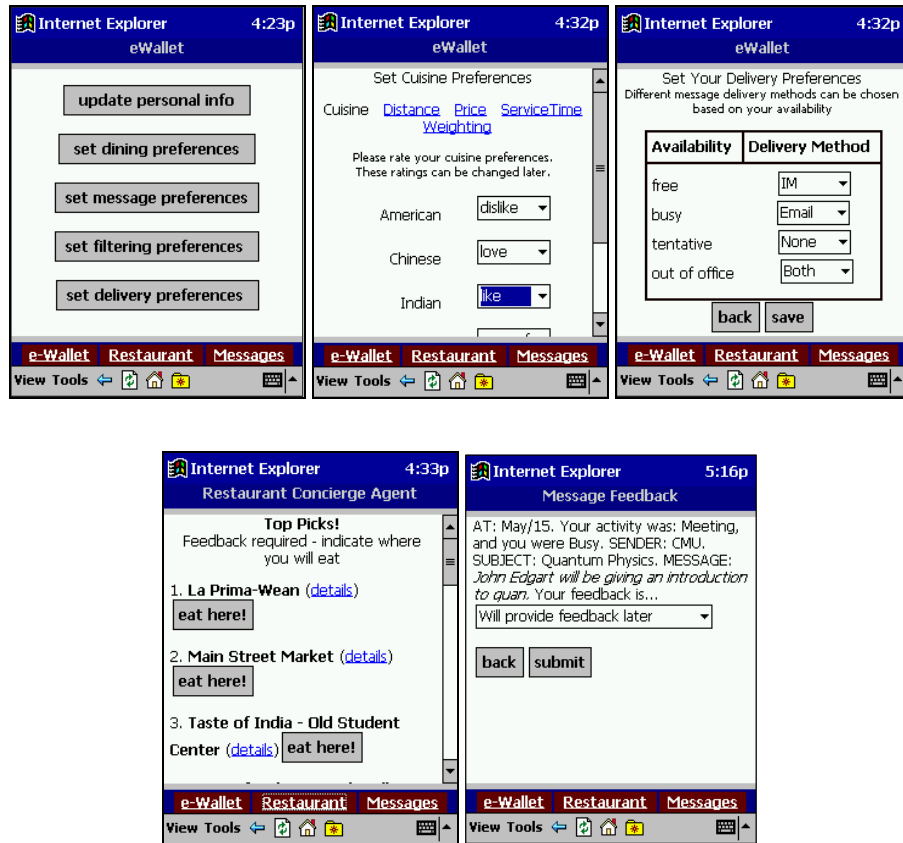 Internet Explorer 4:23p
eWallet
update personal info
set dining preferences
set message preferences
set filtering preferences
set delivery preferences
e-Wallet Restaurant Messages
View Tools
Internet Explorer 4:32p
eWallet
Set Cuisine Preferences
Cuisine Distance Price ServiceTime
Weighting
Please rate your cuisine preferences.
These ratings can be changed later.
American dislike
Chinese love
Indian like
e-Wallet Restaurant Messages
View Tools
Internet Explorer 4:32p
eWallet
Set Your Delivery Preferences
Different message delivery methods can be chosen
based on your availability
Availability Delivery Method
free IM
busy Email
tentative None
out of office Both
back save
e-Wallet Restaurant Messages
View Tools
Internet Explorer 4:33p
Restaurant Concierge Agent
Top Picks!
Feedback required - indicate where
you will eat
1. La Prima-Wean (details)
eat here!
2. Main Street Market (details)
eat here!
3. Taste of India - Old Student
Center (details) eat here!
e-Wallet Restaurant Messages
View Tools
Internet Explorer 5:16p
Message Feedback
AT: May/15. Your activity was: Meeting,
and you were Busy. SENDER: CMU.
SUBJECT: Quantum Physics. MESSAGE:
John Edgart will be giving an introduction
to quan. Your feedback is...
Will provide feedback later
back submit
e-Wallet Restaurant Messages
View Tools